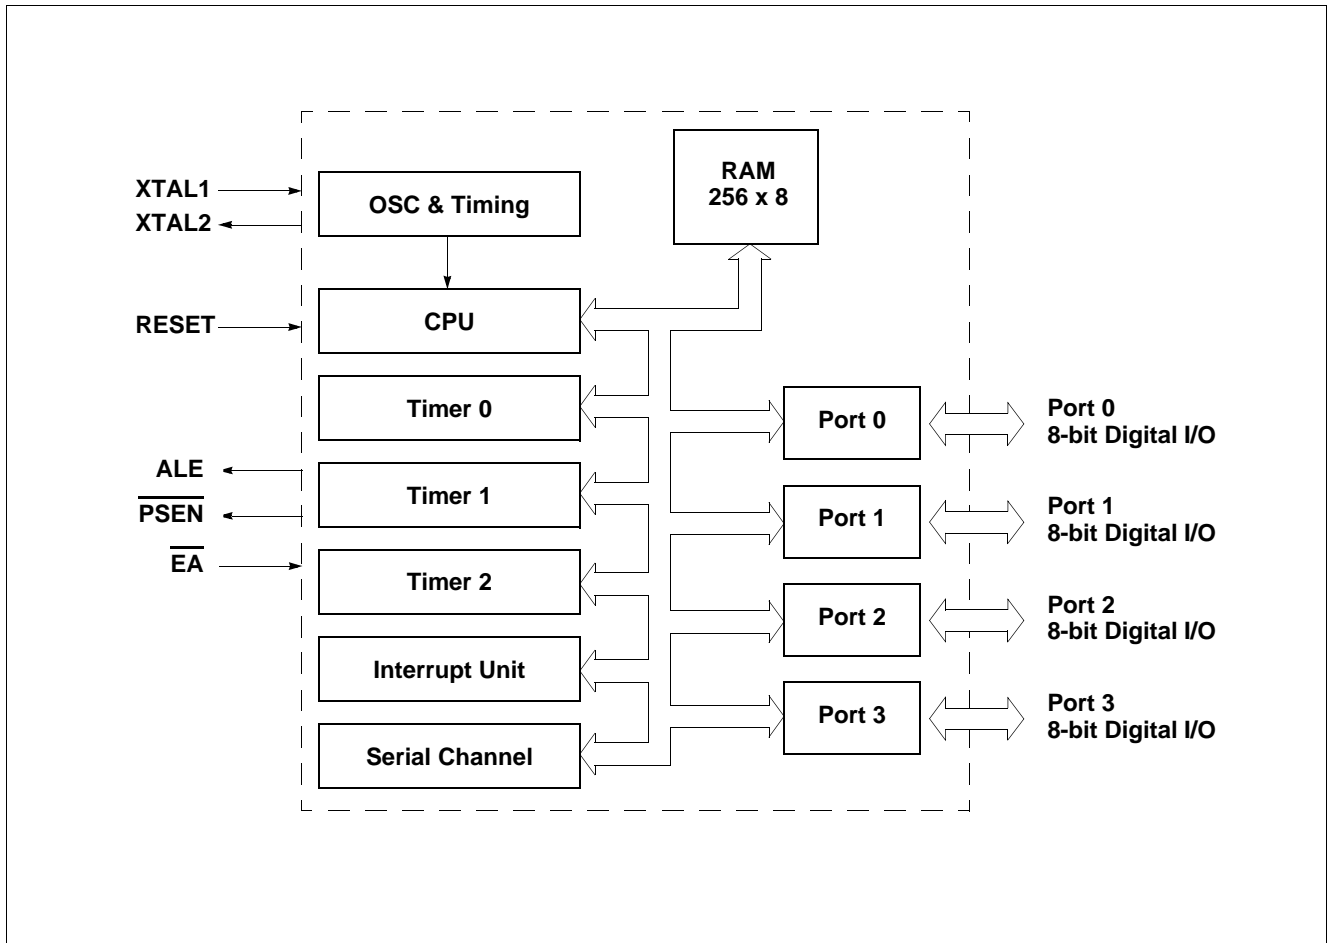 XTAL1
XTAL2
RESET
ALE
P̅S̅E̅N̅
E̅A̅
OSC & Timing
CPU
Timer 0
Timer 1
Timer 2
Interrupt Unit
Serial Channel
RAM
256 x 8
Port 0
Port 1
Port 2
Port 3
Port 0
8-bit Digital I/O
Port 1
8-bit Digital I/O
Port 2
8-bit Digital I/O
Port 3
8-bit Digital I/O